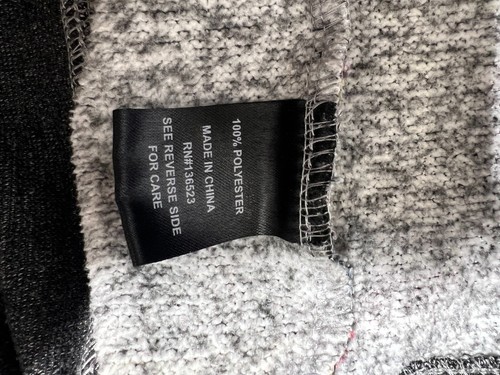 100% POLYESTER
MADE IN CHINA
RN#136523
SEE REVERSE SIDE
FOR CARE